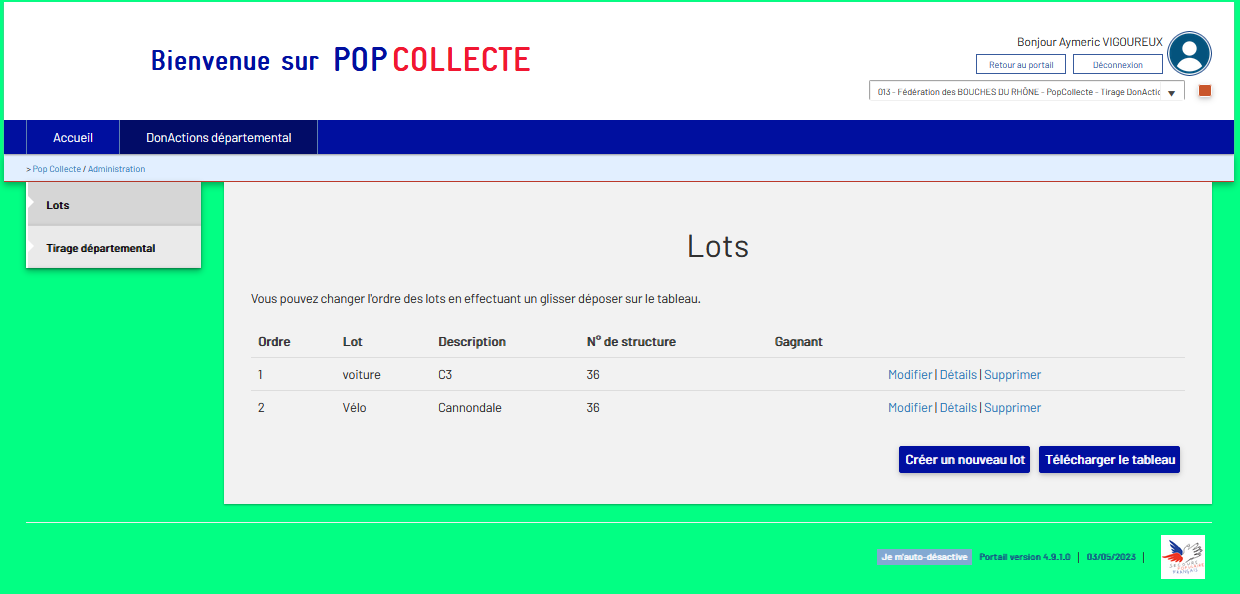 Bienvenue sur POPCOLLECTE
Bonjour Aymeric VIGOUREUX
Retour au portail
Déconnexion
013 - Fédération des BOUCHES DU RHÔNE - PopCollecte - Tirage DonActic
Accueil
DonActions départemental
> Pop Collecte / Administration
Lots
Tirage départemental
Lots
Vous pouvez changer l'ordre des lots en effectuant un glisser déposer sur le tableau.
Ordre Lot Description N° de structure Gagnant
1 voiture C3 36 Modifier | Détails | Supprimer
2 Vélo Cannondale 36 Modifier | Détails | Supprimer
Créer un nouveau lot
Télécharger le tableau
Je m'auto-désactive
Portail version 4.9.1.0 | 03/05/2023 |
SECOURS
POPULAIRE
FRANÇAIS